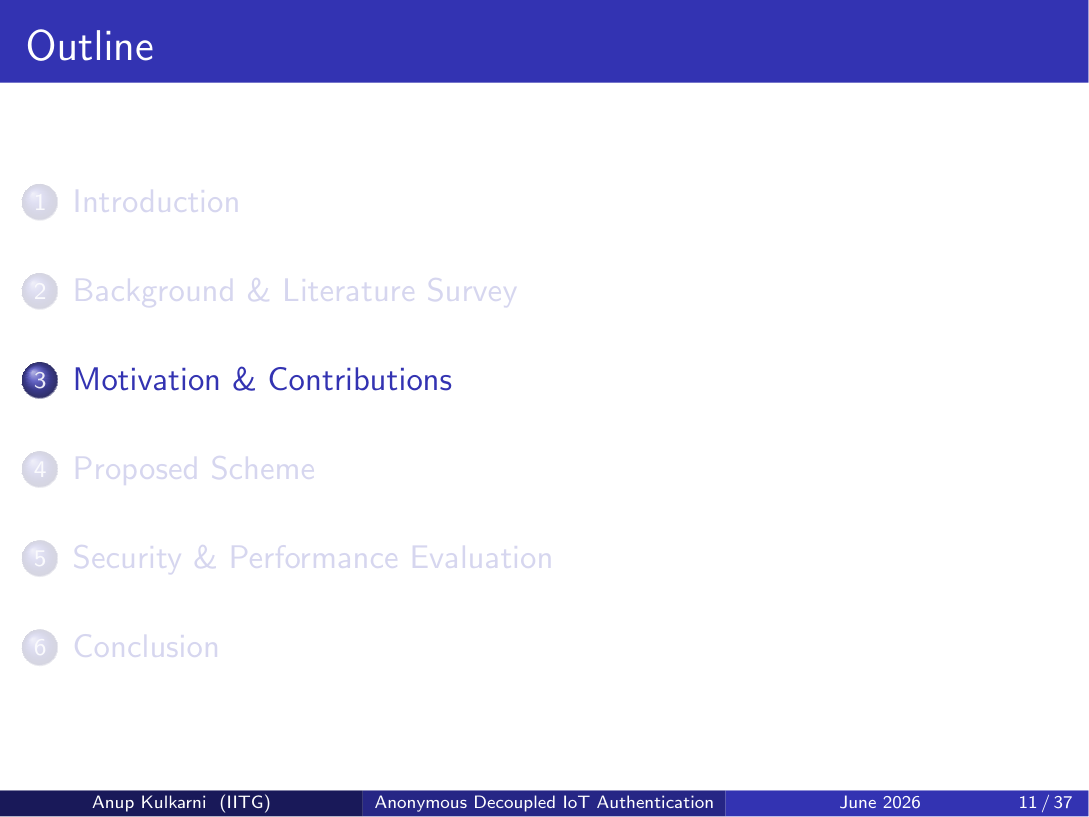 Outline
1 Introduction
2 Background & Literature Survey
3 Motivation & Contributions
4 Proposed Scheme
5 Security & Performance Evaluation
6 Conclusion
Anup Kulkarni (IITG) Anonymous Decoupled IoT Authentication June 2026 11 / 37